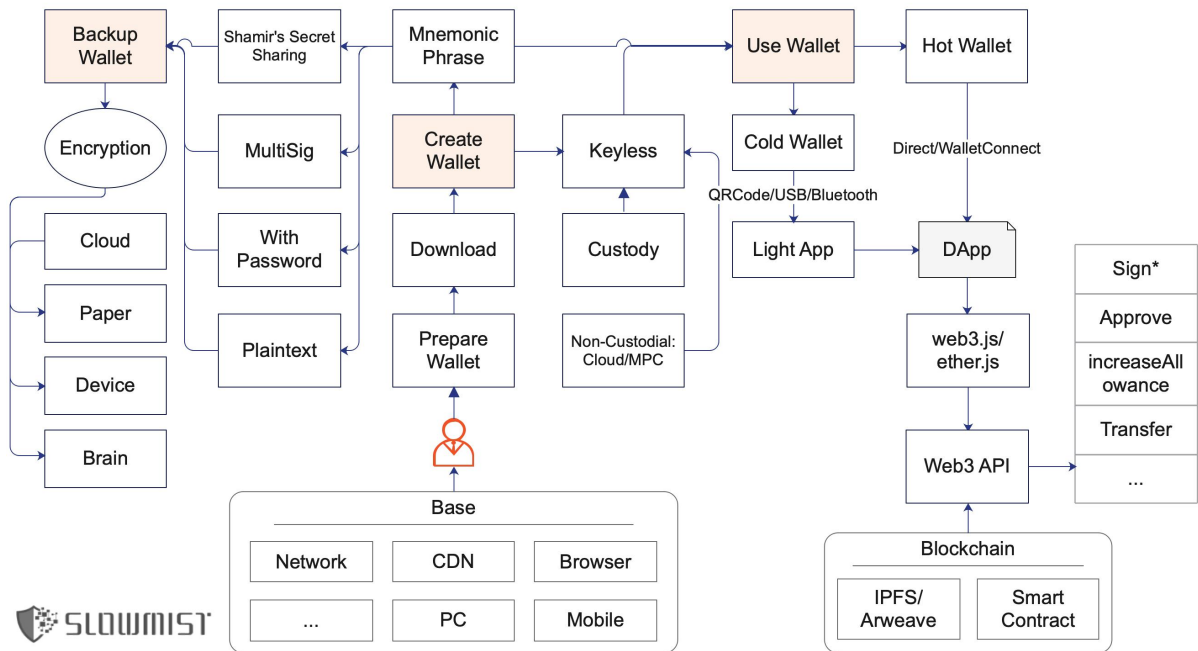 Backup
Wallet
Shamir's Secret
Sharing
Mnemonic
Phrase
Use Wallet
Hot Wallet
Encryption
MultiSig
Create
Wallet
Keyless
Cold Wallet
Direct/WalletConnect
QRCode/USB/Bluetooth
Cloud
With
Password
Download
Custody
Light App
DApp
Sign*
Paper
Plaintext
Prepare
Wallet
Non-Custodial:
Cloud/MPC
web3.js/
ether.js
Approve
increaseAll
owance
Device
Transfer
Brain
Web3 API
...
Base
Network
CDN
Browser
...
PC
Mobile
Blockchain
IPFS/
Arweave
Smart
Contract
SLOWMIST